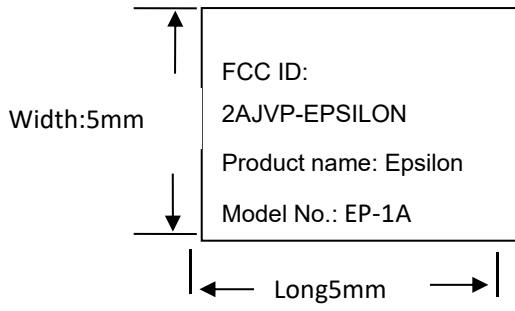 FCC ID:
2AJVP-EPSILON
Width:5mm
Product name: Epsilon
Model No.: EP-1A
Long5mm